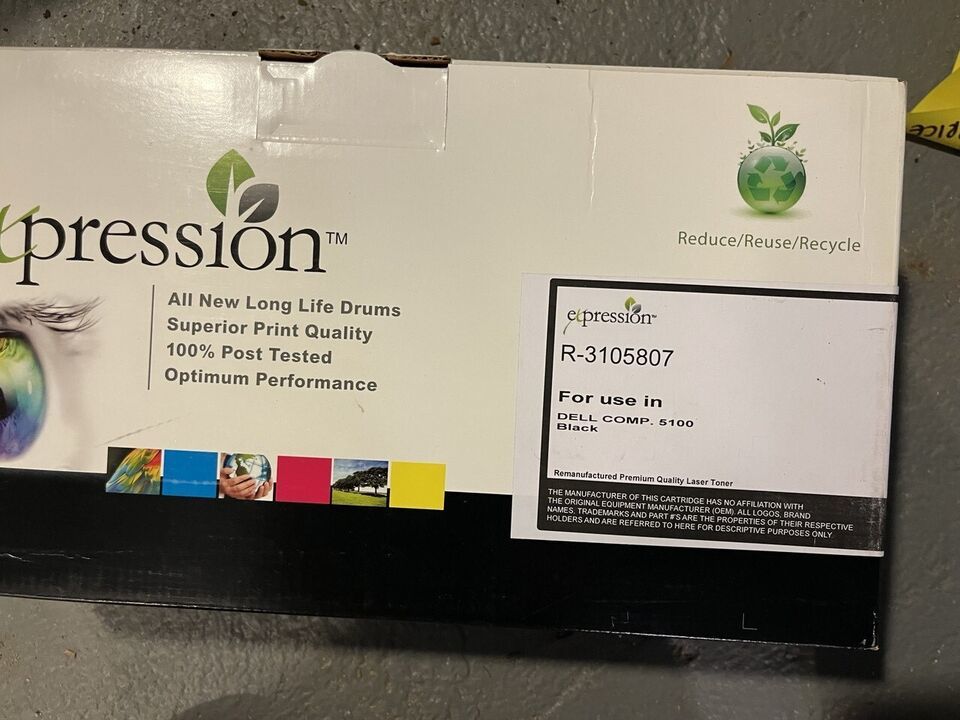 expression™
All New Long Life Drums
Superior Print Quality
100% Post Tested
Optimum Performance
Reduce/Reuse/Recycle
expression™
R-3105807
For use in
DELL COMP. 5100
Black
Remanufactured Premium Quality Laser Toner
THE MANUFACTURER OF THIS CARTRIDGE HAS NO AFFILIATION WITH
THE ORIGINAL EQUIPMENT MANUFACTURER (OEM). ALL LOGOS, BRAND
NAMES, TRADEMARKS AND PART #'S ARE THE PROPERTIES OF THEIR RESPECTIVE
HOLDERS AND ARE REFERRED TO HERE FOR DESCRIPTIVE PURPOSES ONLY